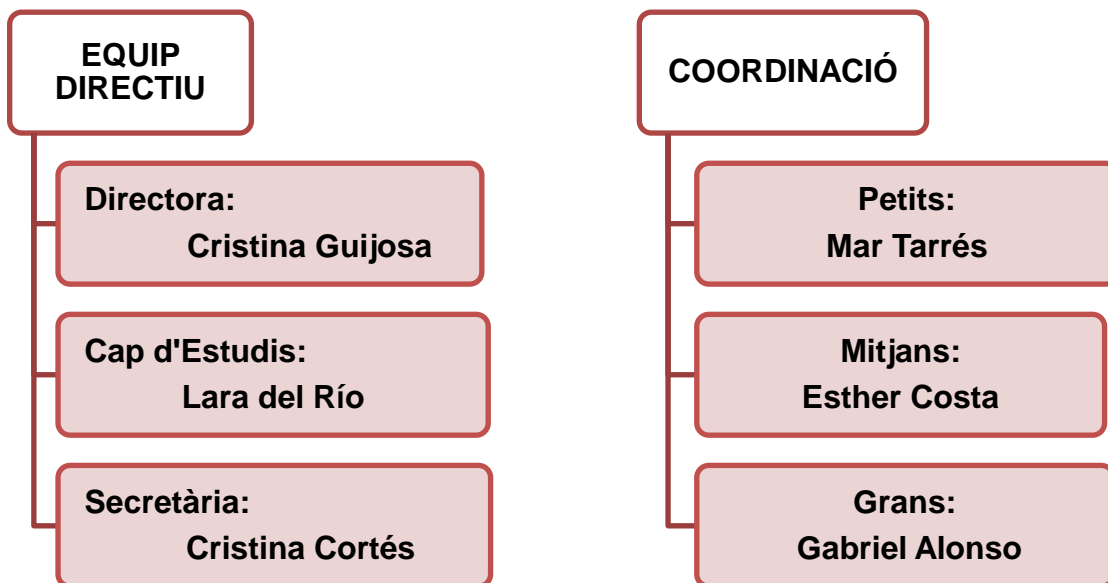 EQUIP
DIRECTIU
Directora:
Cristina Guijosa
Cap d'Estudis:
Lara del Río
Secretària:
Cristina Cortés
COORDINACIÓ
Petits:
Mar Tarrés
Mitjans:
Esther Costa
Grans:
Gabriel Alonso